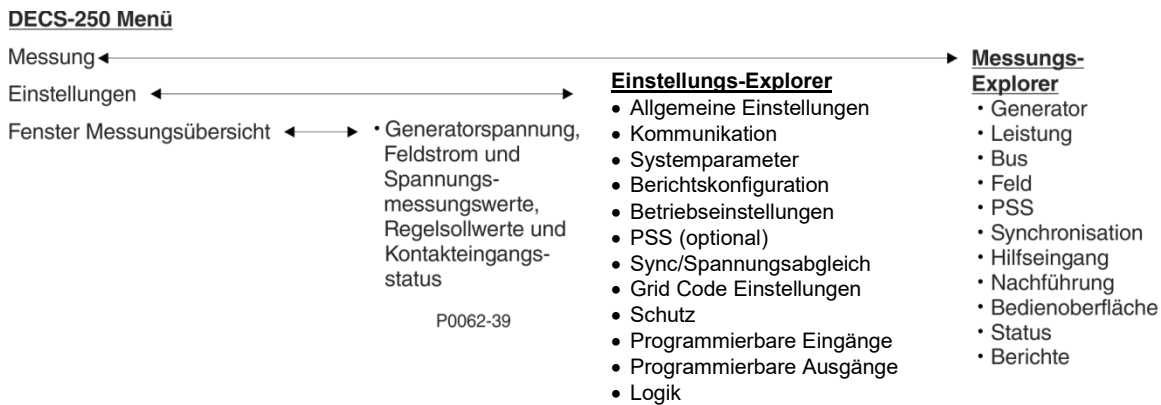 DECS-250 Menü
Messung
Einstellungen
Fenster Messungsübersicht
• Generatorspannung,
Feldstrom und
Spannungs-
messungswerte,
Regelsollwerte und
Kontakteingangs-
status
P0062-39
Einstellungs-Explorer
• Allgemeine Einstellungen
• Kommunikation
• Systemparameter
• Berichtskonfiguration
• Betriebseinstellungen
• PSS (optional)
• Sync/Spannungsabgleich
• Grid Code Einstellungen
• Schutz
• Programmierbare Eingänge
• Programmierbare Ausgänge
• Logik
Messungs-
Explorer
• Generator
• Leistung
• Bus
• Feld
• PSS
• Synchronisation
• Hilfseingang
• Nachführung
• Bedienoberfläche
• Status
• Berichte